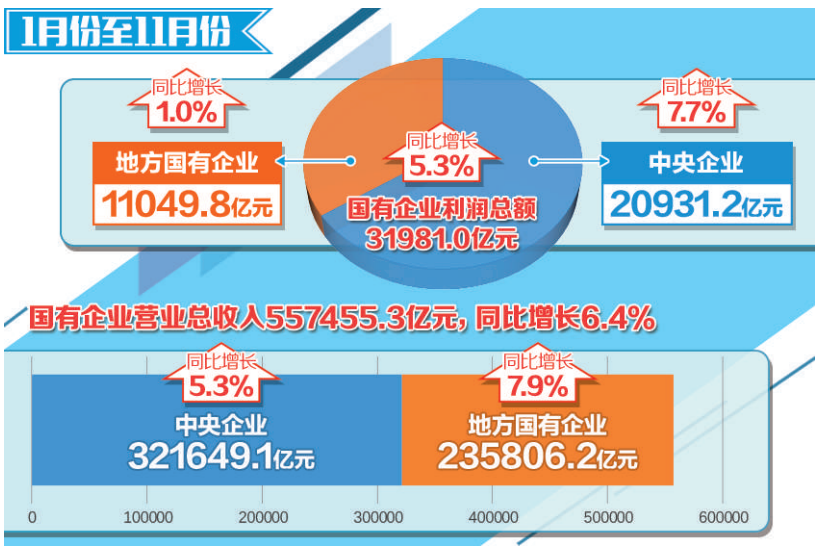 1月份至11月份
同比增长
1.0%
地方国有企业
11049.8亿元
同比增长
5.3%
国有企业利润总额
31981.0亿元
同比增长
7.7%
中央企业
20931.2亿元
国有企业营业总收入557455.3亿元，同比增长6.4%
同比增长
5.3%
中央企业
321649.1亿元
同比增长
7.9%
地方国有企业
235806.2亿元
0 100000 200000 300000 400000 500000 600000